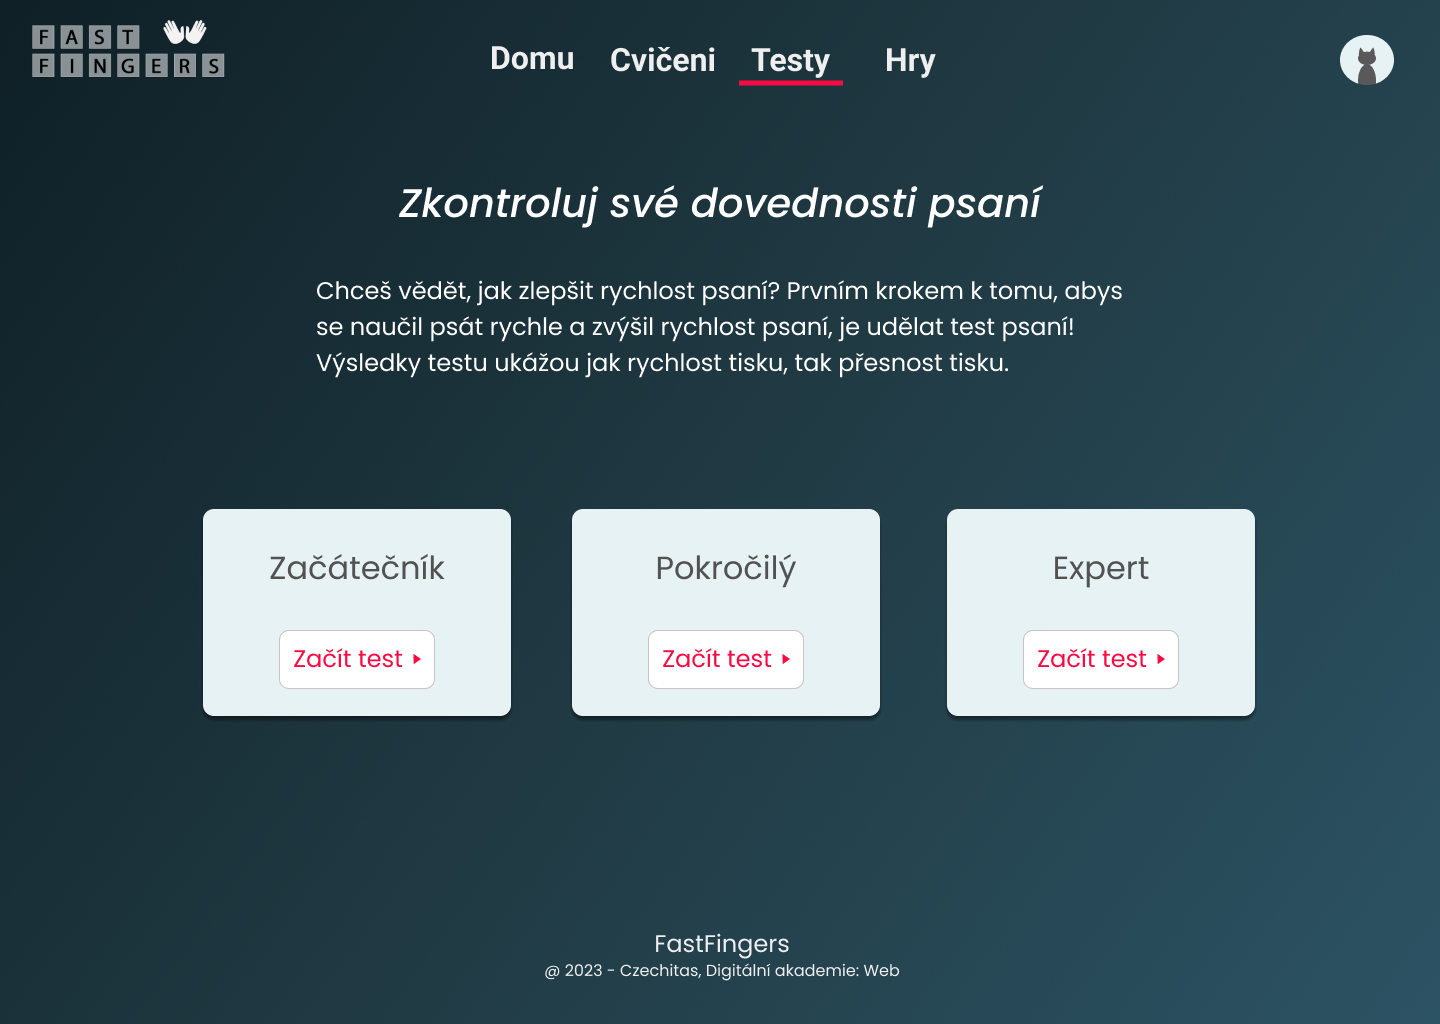 FAST
FINGERS
Domu Cvičeni Testy Hry
Zkontroluj své dovednosti psaní
Chceš vědět, jak zlepšit rychlost psaní? Prvním krokem k tomu, abys
se naučil psát rychle a zvýšil rychlost psaní, je udělat test psaní!
Výsledky testu ukážou jak rychlost tisku, tak přesnost tisku.
Začátečník
Začít test
Pokročilý
Začít test
Expert
Začít test
FastFingers
@ 2023 - Czechitas, Digitální akademie: Web